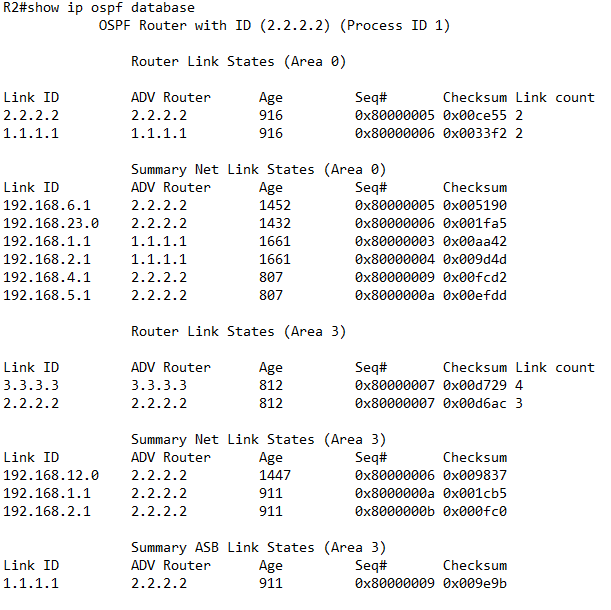 R2#show ip ospf database
OSPF Router with ID (2.2.2.2) (Process ID 1)
Router Link States (Area 0)
Link ID ADV Router Age Seq# Checksum Link count
2.2.2.2 2.2.2.2 916 0x80000005 0x00ce55 2
1.1.1.1 1.1.1.1 916 0x80000006 0x0033f2 2
Summary Net Link States (Area 0)
Link ID ADV Router Age Seq# Checksum
192.168.6.1 2.2.2.2 1452 0x80000005 0x005190
192.168.23.0 2.2.2.2 1432 0x80000006 0x001fa5
192.168.1.1 1.1.1.1 1661 0x80000003 0x00aa42
192.168.2.1 1.1.1.1 1661 0x80000004 0x009d4d
192.168.4.1 2.2.2.2 807 0x80000009 0x00fcd2
192.168.5.1 2.2.2.2 807 0x8000000a 0x00efdd
Router Link States (Area 3)
Link ID ADV Router Age Seq# Checksum Link count
3.3.3.3 3.3.3.3 812 0x80000007 0x00d729 4
2.2.2.2 2.2.2.2 812 0x80000007 0x00d6ac 3
Summary Net Link States (Area 3)
Link ID ADV Router Age Seq# Checksum
192.168.12.0 2.2.2.2 1447 0x80000006 0x009837
192.168.1.1 2.2.2.2 911 0x8000000a 0x001cb5
192.168.2.1 2.2.2.2 911 0x8000000b 0x000fc0
Summary ASB Link States (Area 3)
Link ID ADV Router Age Seq# Checksum
1.1.1.1 2.2.2.2 911 0x80000009 0x009e9b